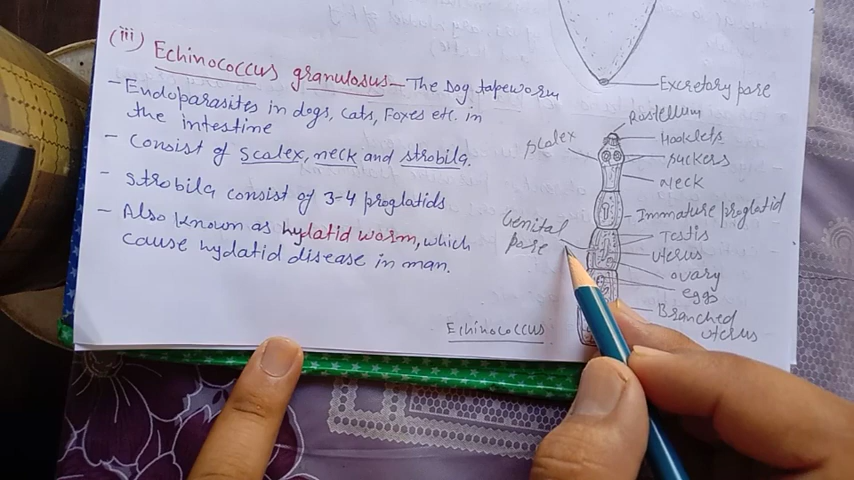 (iii) Echinococcus granulosus - The Dog tapeworm
- Endoparasites in dogs, cats, Foxes etc. in
the intestine
- Consist of scalex, neck and strobila.
- Strobila consist of 3-4 proglatids
- Also known as hydatid worm, which
cause hydatid disease in man.
Excretory pore
Rostellum
Scalex
Hooklets
Suckers
Neck
Immature proglatid
Genital
Pore
Testis
Uterus
ovary
eggs
Branched
uterus
Echinococcus